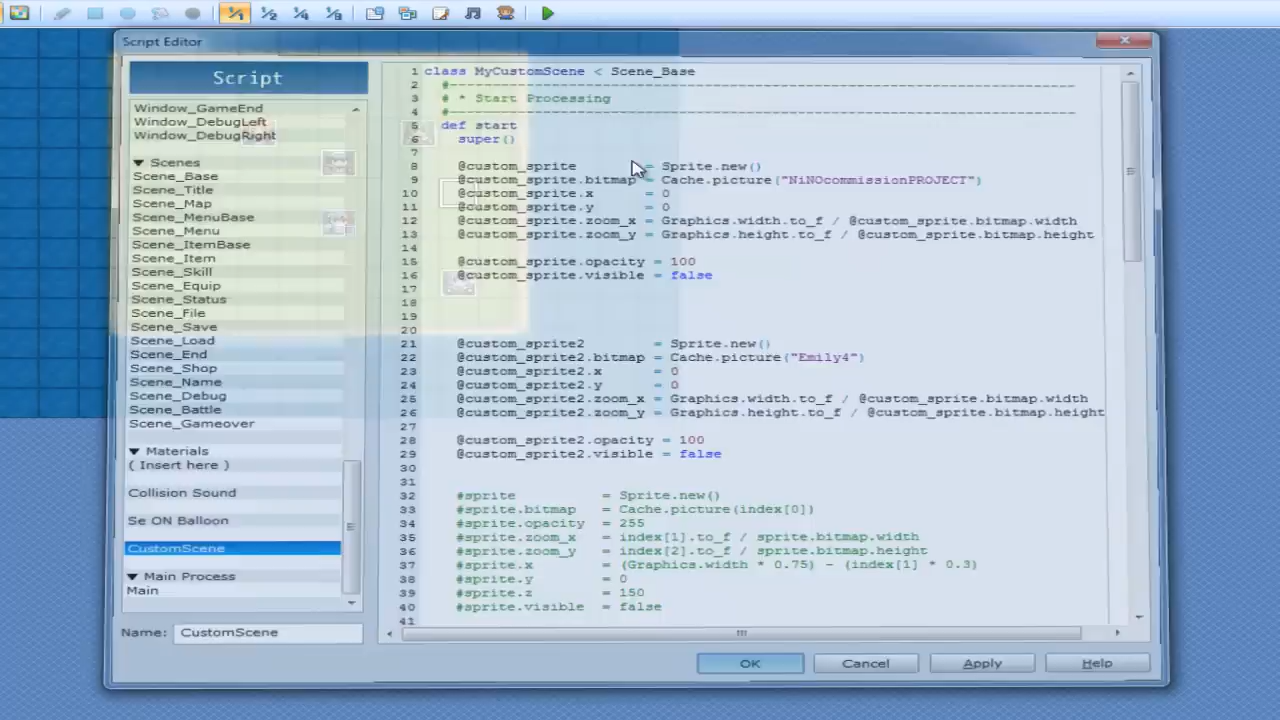 1/1 1/2 1/4 1/8
Script Editor
Script
Window_GameEnd
Window_DebugLeft
Window_DebugRight
▼ Scenes
Scene_Base
Scene_Title
Scene_Map
Scene_MenuBase
Scene_Menu
Scene_ItemBase
Scene_Item
Scene_Skill
Scene_Equip
Scene_Status
Scene_File
Scene_Save
Scene_Load
Scene_End
Scene_Shop
Scene_Name
Scene_Debug
Scene_Battle
Scene_Gameover
▼ Materials
( Insert here )
Collision Sound
Se ON Balloon
CustomScene
▼ Main Process
Main
Name: CustomScene
1 class MyCustomScene < Scene_Base
2 #--------------------------------------------------------------------------
3 # * Start Processing
4 #--------------------------------------------------------------------------
5 def start
6 super()
7
8 @custom_sprite = Sprite.new()
9 @custom_sprite.bitmap = Cache.picture("NiNOcommissionPROJECT")
10 @custom_sprite.x = 0
11 @custom_sprite.y = 0
12 @custom_sprite.zoom_x = Graphics.width.to_f / @custom_sprite.bitmap.width
13 @custom_sprite.zoom_y = Graphics.height.to_f / @custom_sprite.bitmap.height
14
15 @custom_sprite.opacity = 100
16 @custom_sprite.visible = false
17
18
19
20
21 @custom_sprite2 = Sprite.new()
22 @custom_sprite2.bitmap = Cache.picture("Emily4")
23 @custom_sprite2.x = 0
24 @custom_sprite2.y = 0
25 @custom_sprite2.zoom_x = Graphics.width.to_f / @custom_sprite2.bitmap.width
26 @custom_sprite2.zoom_y = Graphics.height.to_f / @custom_sprite2.bitmap.height
27
28 @custom_sprite2.opacity = 100
29 @custom_sprite2.visible = false
30
31
32 #sprite = Sprite.new()
33 #sprite.bitmap = Cache.picture(index[0])
34 #sprite.opacity = 255
35 #sprite.zoom_x = index[1].to_f / sprite.bitmap.width
36 #sprite.zoom_y = index[2].to_f / sprite.bitmap.height
37 #sprite.x = (Graphics.width * 0.75) - (index[1] * 0.3)
38 #sprite.y = 0
39 #sprite.z = 150
40 #sprite.visible = false
41
OK Cancel Apply Help